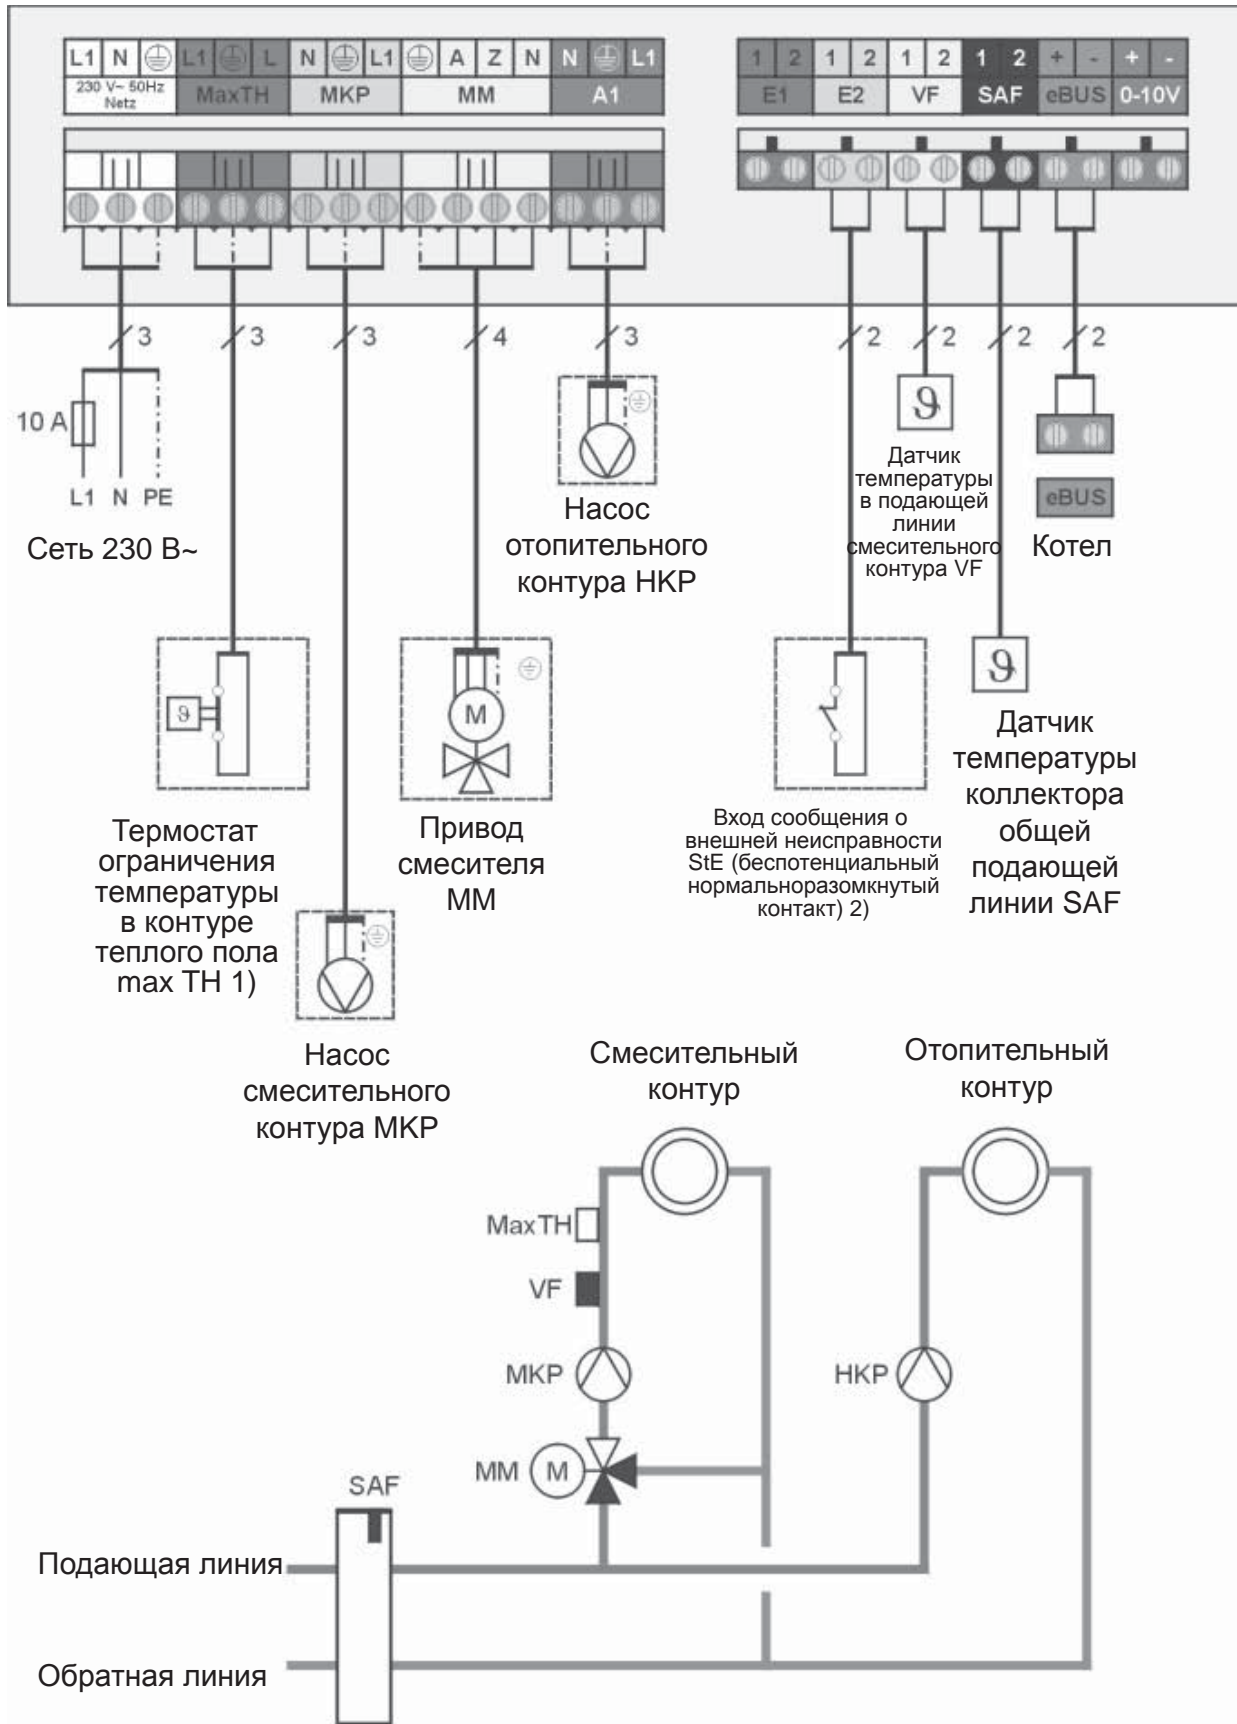 L1 N L1 L N L1 A Z N N L1
230 V~ 50Hz
Netz
MaxTH MKP MM A1
1 2 1 2 1 2 1 2 + - + -
E1 E2 VF SAF eBUS 0-10V
3 3 3 4 3 2 2 2 2
10 A
L1 N PE
Сеть 230 В~
Насос
отопительного
контура НКР
ϑ
Датчик
температуры
в подающей
линии
смесительного
контура VF
eBUS
Котел
ϑ
M
ϑ
Термостат
ограничения
температуры
в контуре
теплого пола
max TH 1)
Привод
смесителя
ММ
Вход сообщения о
внешней неисправности
StE (беспотенциальный
нормальноразомкнутый
контакт) 2)
Датчик
температуры
коллектора
общей
подающей
линии SAF
Насос
смесительного
контура МКР
Смесительный
контур
Отопительный
контур
MaxTH
VF
MKP
HKP
MM M
SAF
Подающая линия
Обратная линия